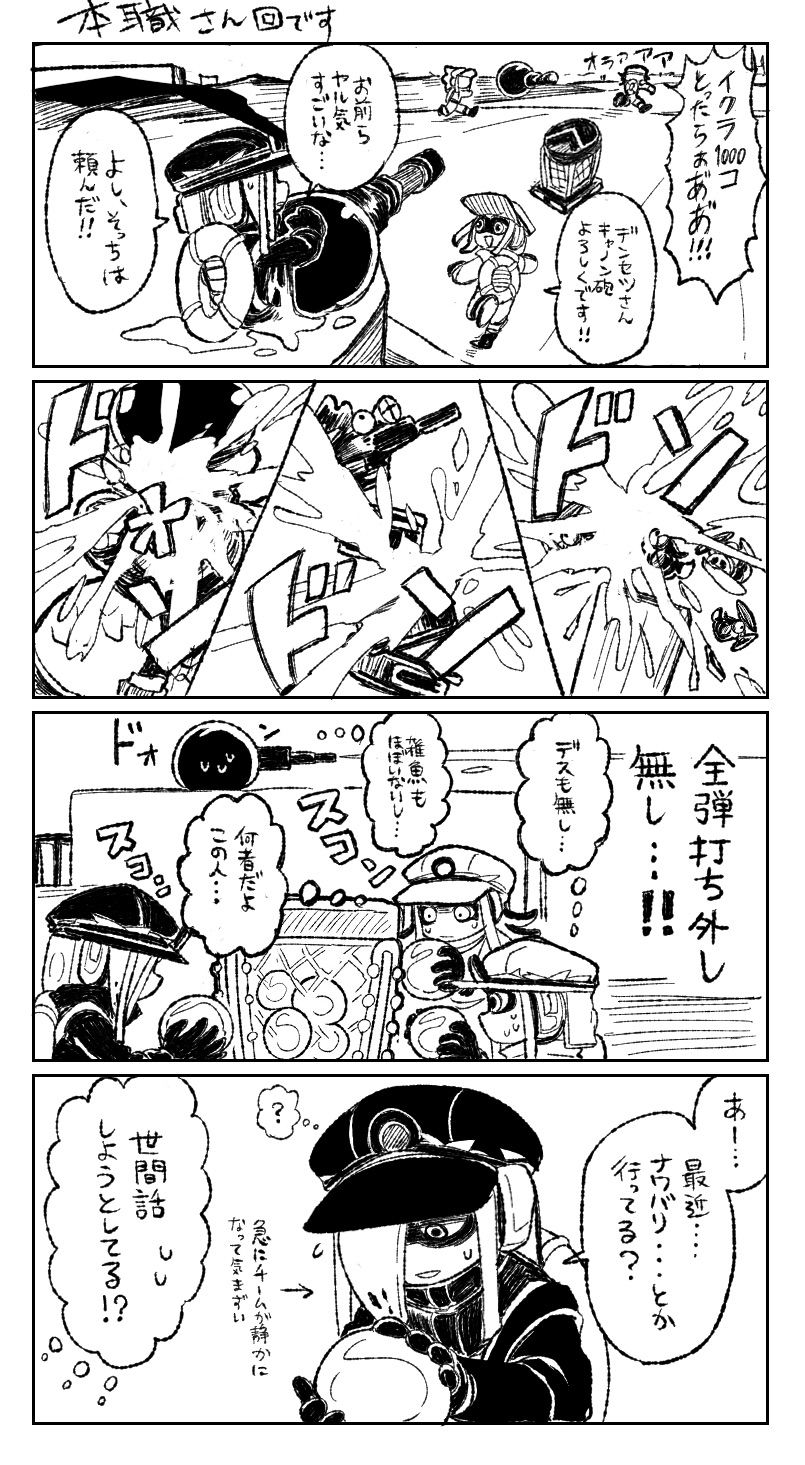 本職さん回です
イクラ
1000コ
とったらぁあ゛あ゛!!!
オラァアア
デンセツさん
キャノン砲
よろしくです!!
お前ら
ヤル気
すごいな…
よし、そっちは
頼んだ!!
ドン
ドン
ドォン
全弾打ち外し
無し…!!
デスも無し…
雑魚も
ほぼいないし…
ドォン
スコン
何者だよ
この人…
スコン
あー…
最近…
ナワバリ…とか
行ってる?
?
急にチームが静かに
なって気まずい
世間話
しようとしてる!?